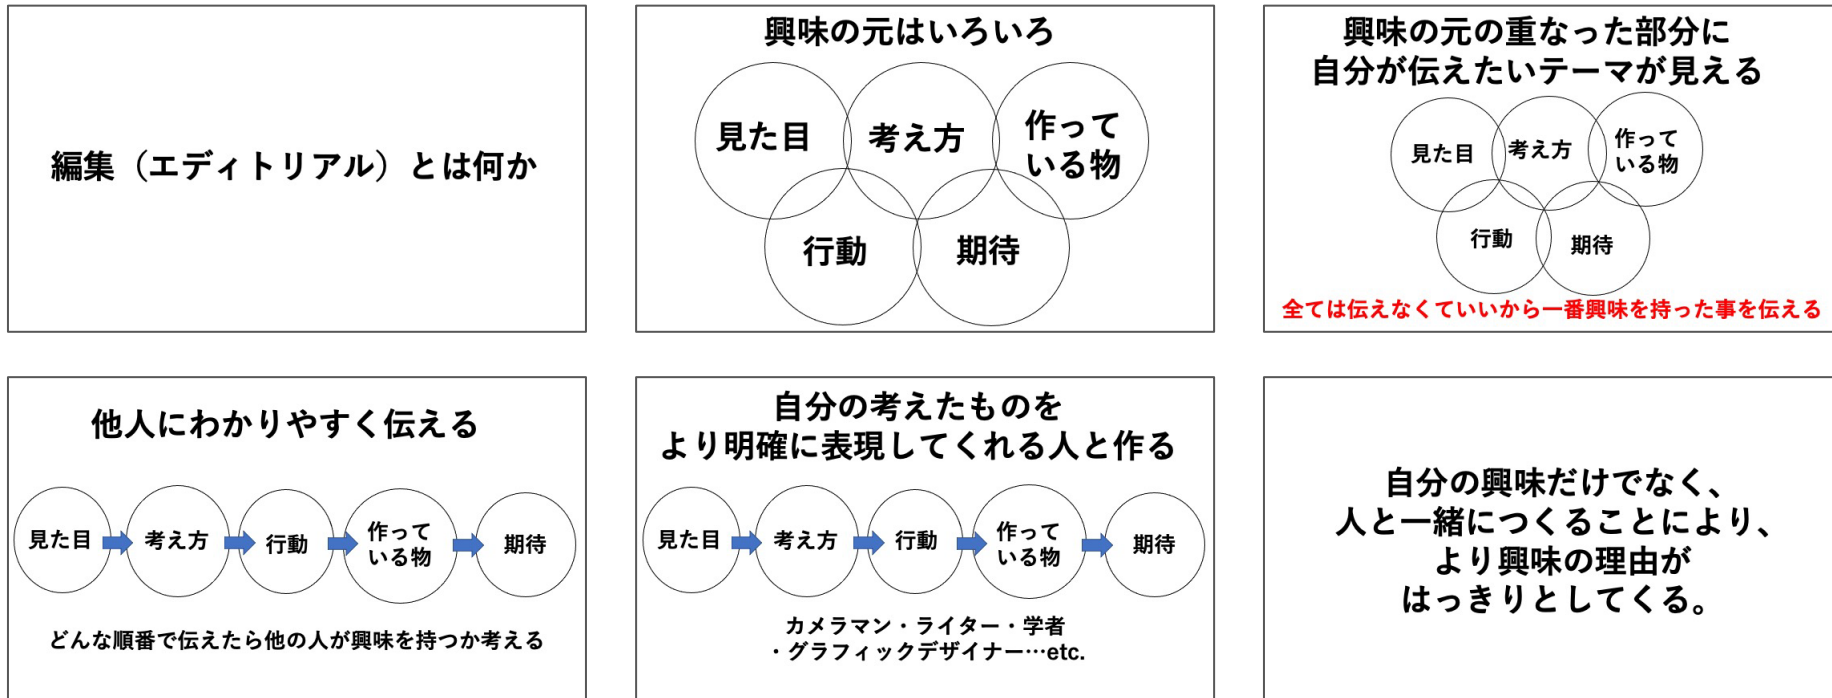 編集（エディトリアル）とは何か
興味の元はいろいろ
見た目
考え方
作って
いる物
行動
期待
興味の元の重なった部分に
自分が伝えたいテーマが見える
見た目
考え方
作って
いる物
行動
期待
全ては伝えなくていいから一番興味を持った事を伝える
他人にわかりやすく伝える
見た目
考え方
行動
作って
いる物
期待
どんな順番で伝えたら他の人が興味を持つか考える
自分の考えたものを
より明確に表現してくれる人と作る
見た目
考え方
行動
作って
いる物
期待
カメラマン・ライター・学者
・グラフィックデザイナー…etc.
自分の興味だけでなく、
人と一緒につくることにより、
より興味の理由が
はっきりとしてくる。